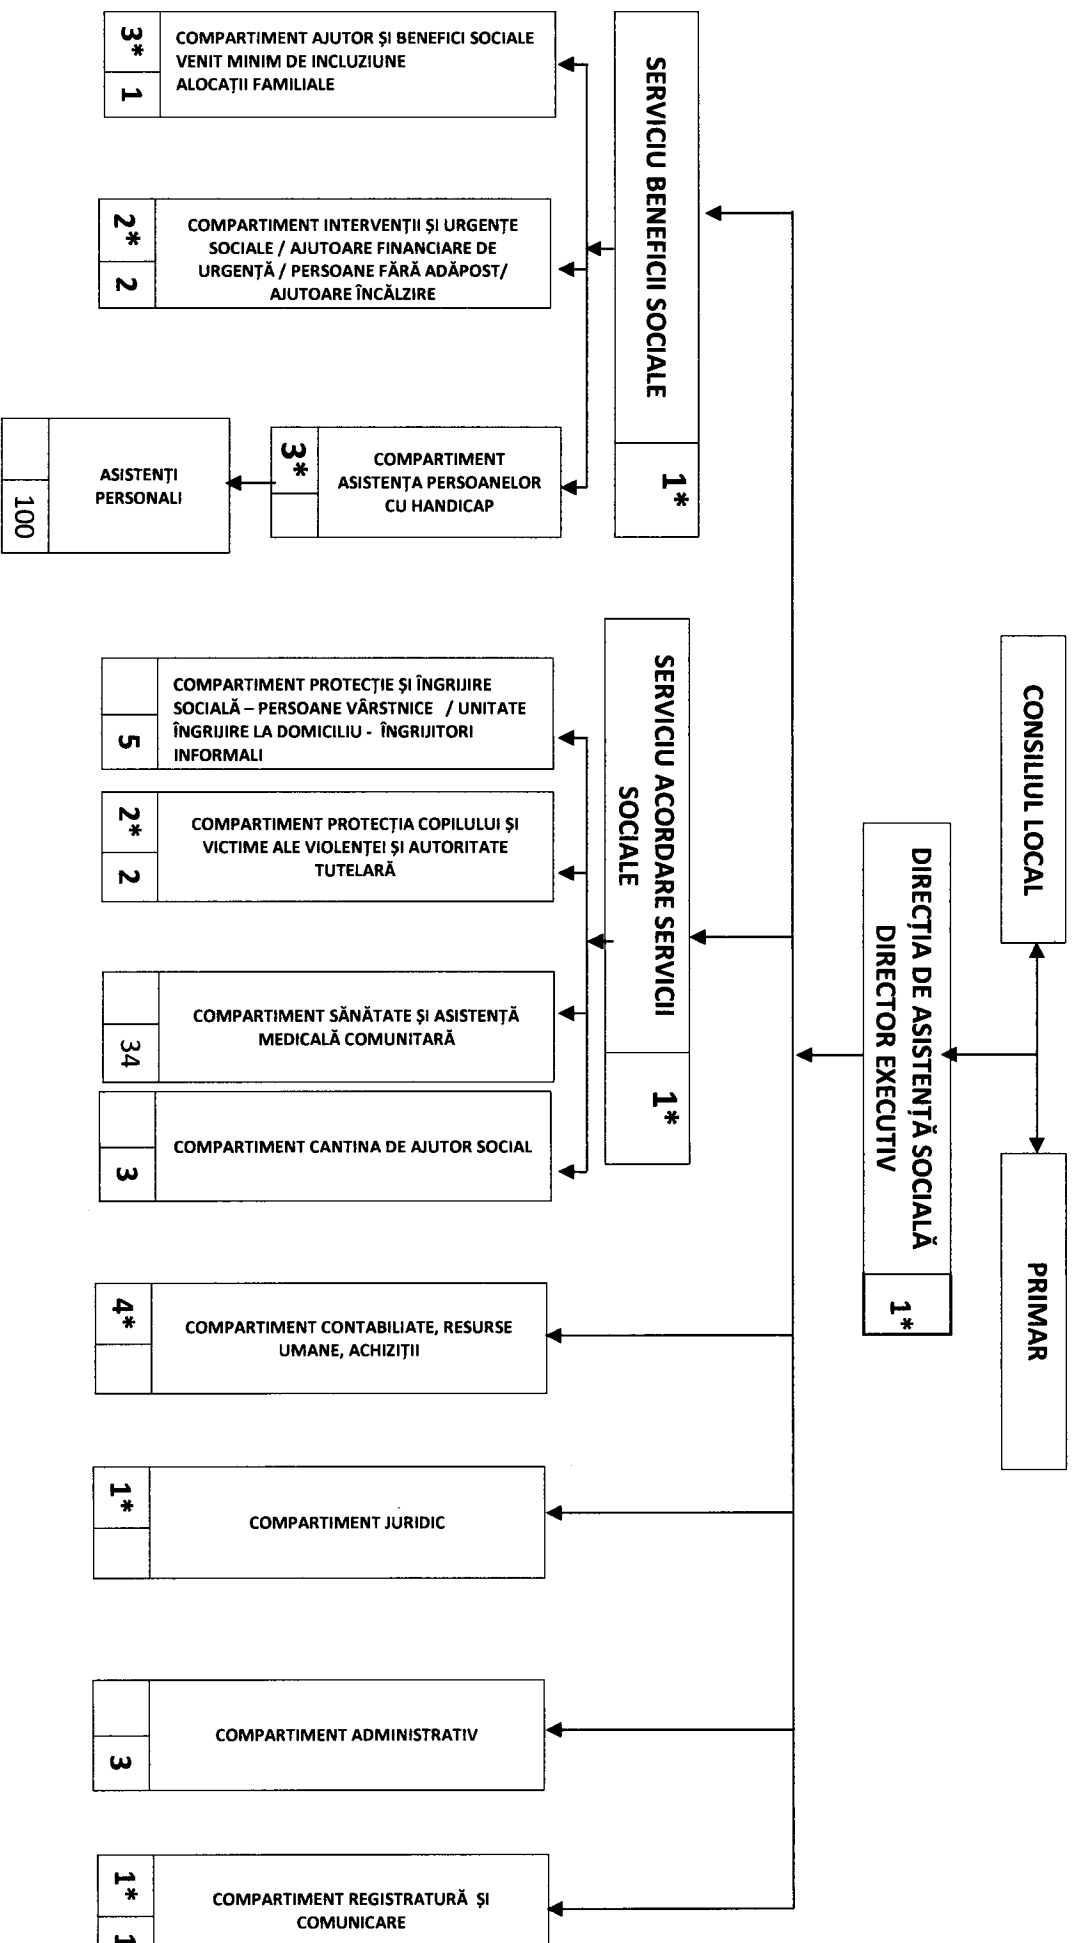 CONSILIUL LOCAL
PRIMAR
DIRECȚIA DE ASISTENȚĂ SOCIALĂ
DIRECTOR EXECUTIV
1*
SERVICIU BENEFICII SOCIALE
1*
SERVICIU ACORDARE SERVICII
SOCIALE
1*
COMPARTIMENT AJUTOR ȘI BENEFICI SOCIALE
VENIT MINIM DE INCLUZIUNE
ALOCAȚII FAMILIALE
3*
1
COMPARTIMENT INTERVENȚII ȘI URGENȚE
SOCIALE / AJUTOARE FINANCIARE DE
URGENȚĂ / PERSOANE FĂRĂ ADĂPOST/
AJUTOARE ÎNCĂLZIRE
2*
2
COMPARTIMENT
ASISTENȚA PERSOANELOR
CU HANDICAP
3*
ASISTENȚI
PERSONALI
100
COMPARTIMENT PROTECȚIE ȘI ÎNGRIJIRE
SOCIALĂ – PERSOANE VÂRSTNICE / UNITATE
ÎNGRIJIRE LA DOMICILIU - ÎNGRIJITORI
INFORMALI
5
COMPARTIMENT PROTECȚIA COPILULUI ȘI
VICTIME ALE VIOLENȚEI ȘI AUTORITATE
TUTELARĂ
2*
2
COMPARTIMENT SĂNĂTATE ȘI ASISTENȚĂ
MEDICALĂ COMUNITARĂ
34
COMPARTIMENT CANTINA DE AJUTOR SOCIAL
3
COMPARTIMENT CONTABILIATE, RESURSE
UMANE, ACHIZIȚII
4*
COMPARTIMENT JURIDIC
1*
COMPARTIMENT ADMINISTRATIV
3
COMPARTIMENT REGISTRATURĂ ȘI
COMUNICARE
1*
1